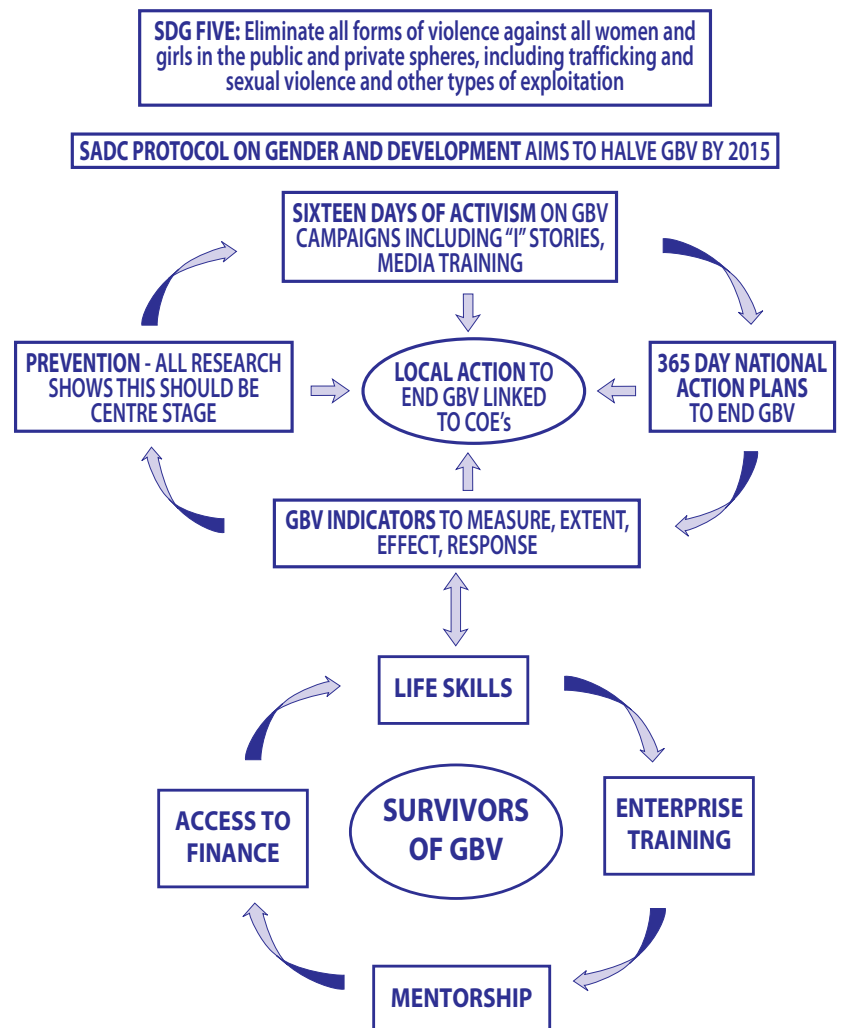 SDG FIVE: Eliminate all forms of violence against all women and
girls in the public and private spheres, including trafficking and
sexual violence and other types of exploitation
SADC PROTOCOL ON GENDER AND DEVELOPMENT AIMS TO HALVE GBV BY 2015
SIXTEEN DAYS OF ACTIVISM ON GBV
CAMPAIGNS INCLUDING “I” STORIES,
MEDIA TRAINING
PREVENTION - ALL RESEARCH
SHOWS THIS SHOULD BE
CENTRE STAGE
LOCAL ACTION TO
END GBV LINKED
TO COE's
365 DAY NATIONAL
ACTION PLANS
TO END GBV
GBV INDICATORS TO MEASURE, EXTENT,
EFFECT, RESPONSE
LIFE SKILLS
ACCESS TO
FINANCE
SURVIVORS
OF GBV
ENTERPRISE
TRAINING
MENTORSHIP